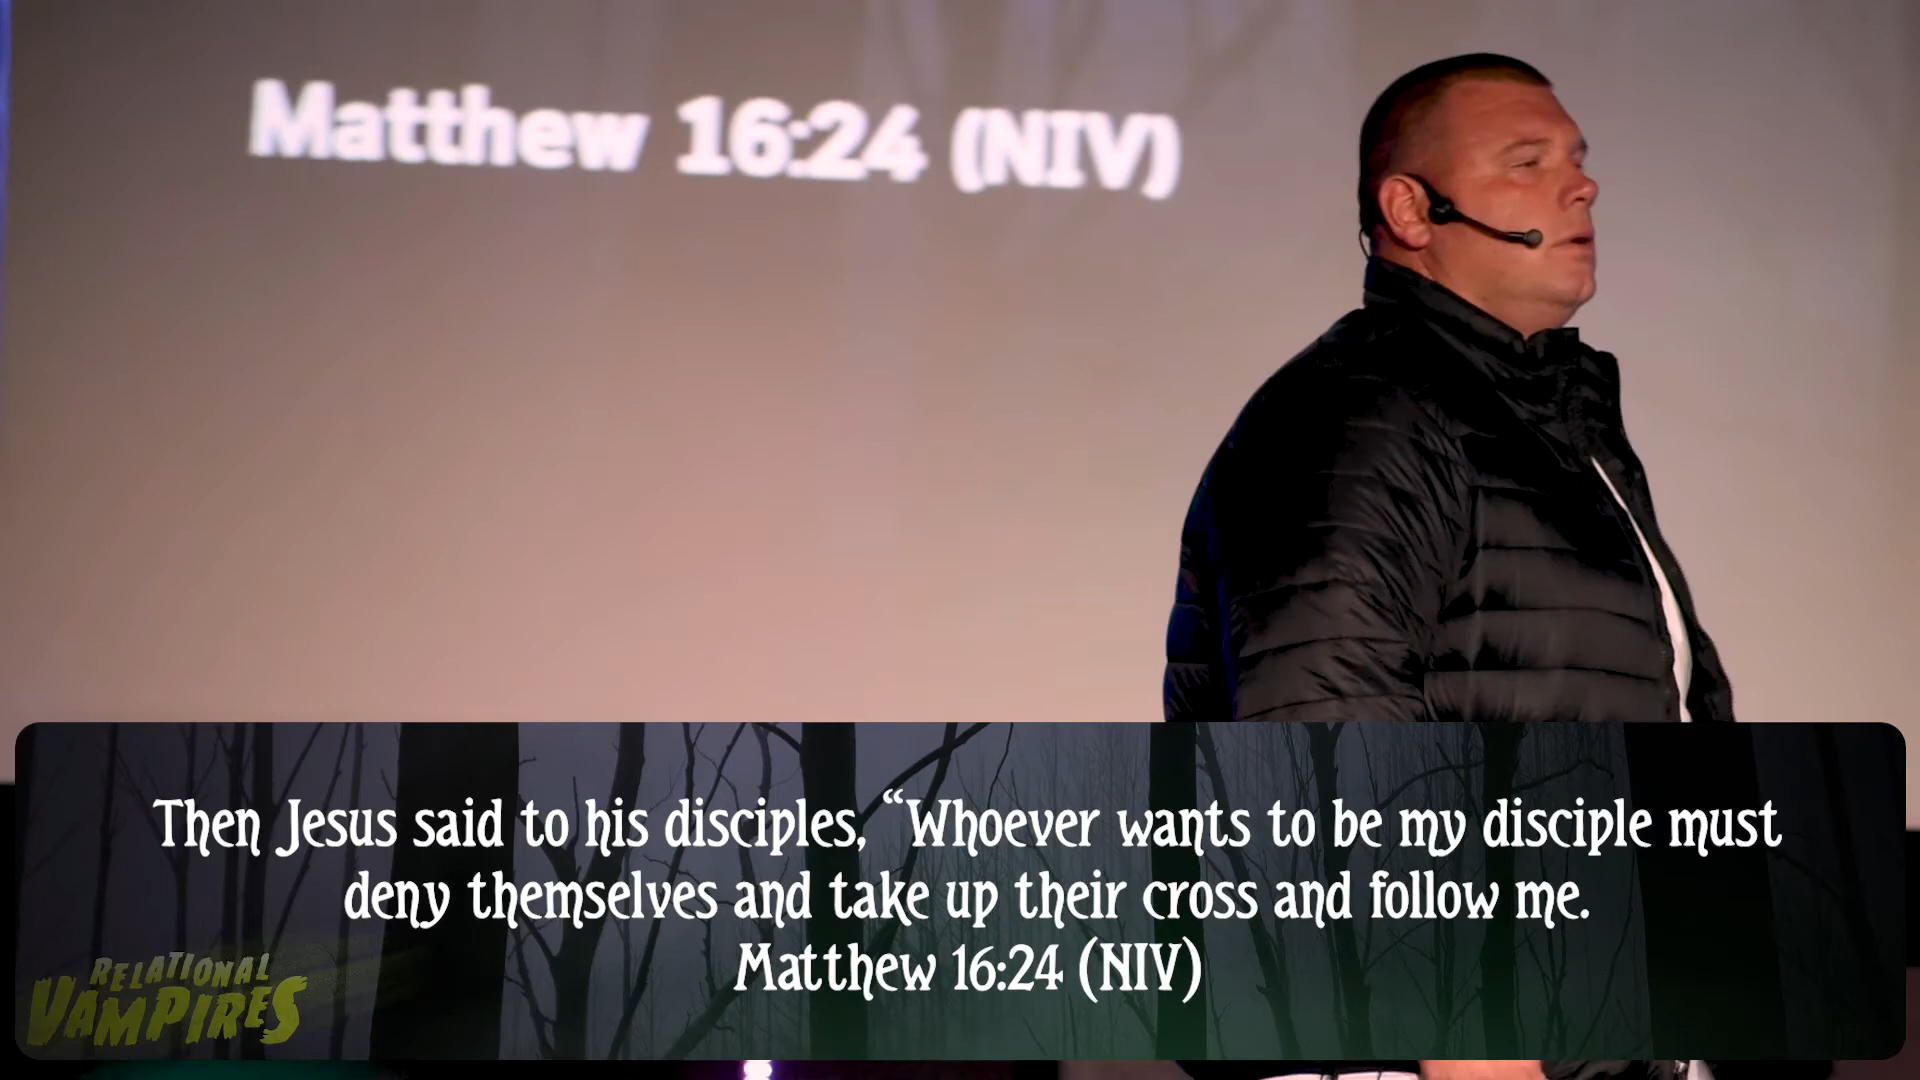 Matthew 16:24 (NIV)
Then Jesus said to his disciples, “Whoever wants to be my disciple must
deny themselves and take up their cross and follow me.
Matthew 16:24 (NIV)
RELATIONAL
VAMPIRES